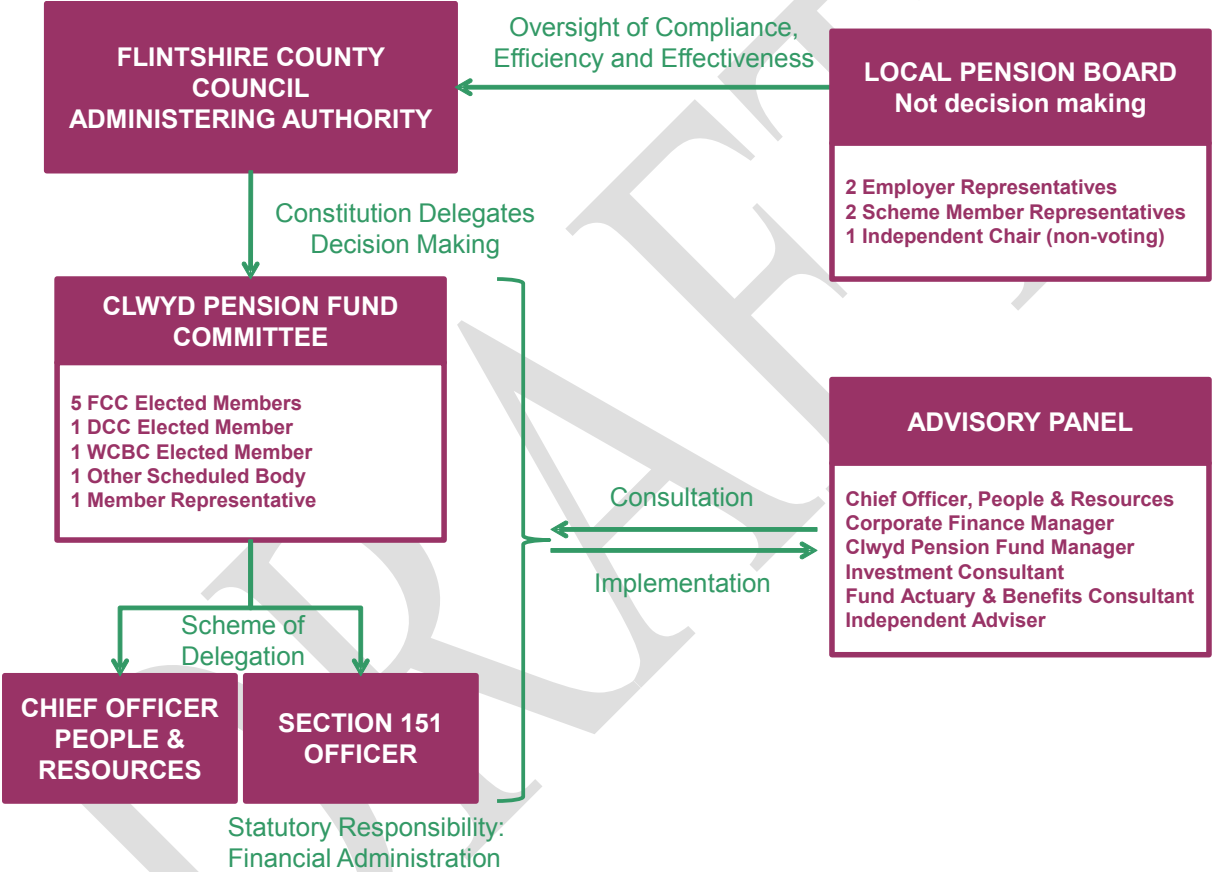 FLINTSHIRE COUNTY
COUNCIL
ADMINISTERING AUTHORITY
Oversight of Compliance,
Efficiency and Effectiveness
LOCAL PENSION BOARD
Not decision making
2 Employer Representatives
2 Scheme Member Representatives
1 Independent Chair (non-voting)
Constitution Delegates
Decision Making
CLWYD PENSION FUND
COMMITTEE
5 FCC Elected Members
1 DCC Elected Member
1 WCBC Elected Member
1 Other Scheduled Body
1 Member Representative
Consultation
Implementation
ADVISORY PANEL
Chief Officer, People & Resources
Corporate Finance Manager
Clwyd Pension Fund Manager
Investment Consultant
Fund Actuary & Benefits Consultant
Independent Adviser
Scheme of
Delegation
CHIEF OFFICER
PEOPLE &
RESOURCES
SECTION 151
OFFICER
Statutory Responsibility:
Financial Administration
DRAFT